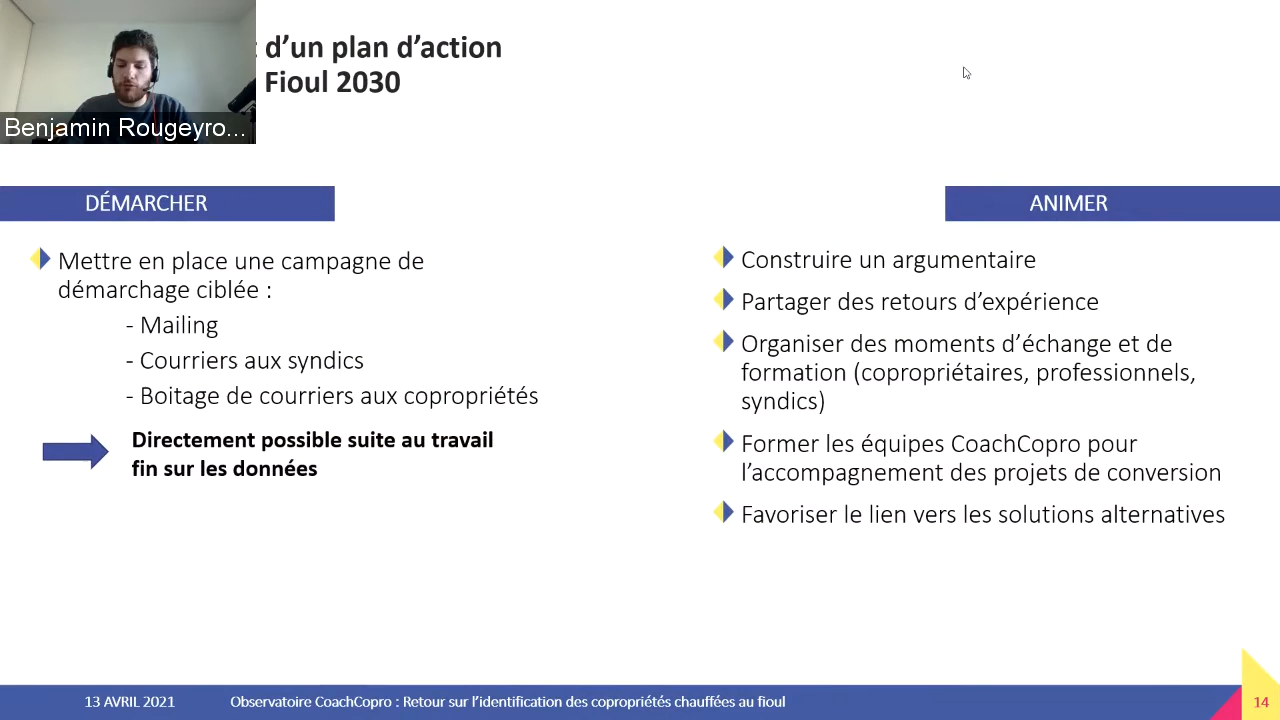 d’un plan d’action
Fioul 2030
Benjamin Rougeyro...
DÉMARCHER
Mettre en place une campagne de
démarchage ciblée :
- Mailing
- Courriers aux syndics
- Boitage de courriers aux copropriétés
Directement possible suite au travail
fin sur les données
ANIMER
Construire un argumentaire
Partager des retours d’expérience
Organiser des moments d’échange et de
formation (copropriétaires, professionnels,
syndics)
Former les équipes CoachCopro pour
l’accompagnement des projets de conversion
Favoriser le lien vers les solutions alternatives
13 AVRIL 2021
Observatoire CoachCopro : Retour sur l’identification des copropriétés chauffées au fioul
14